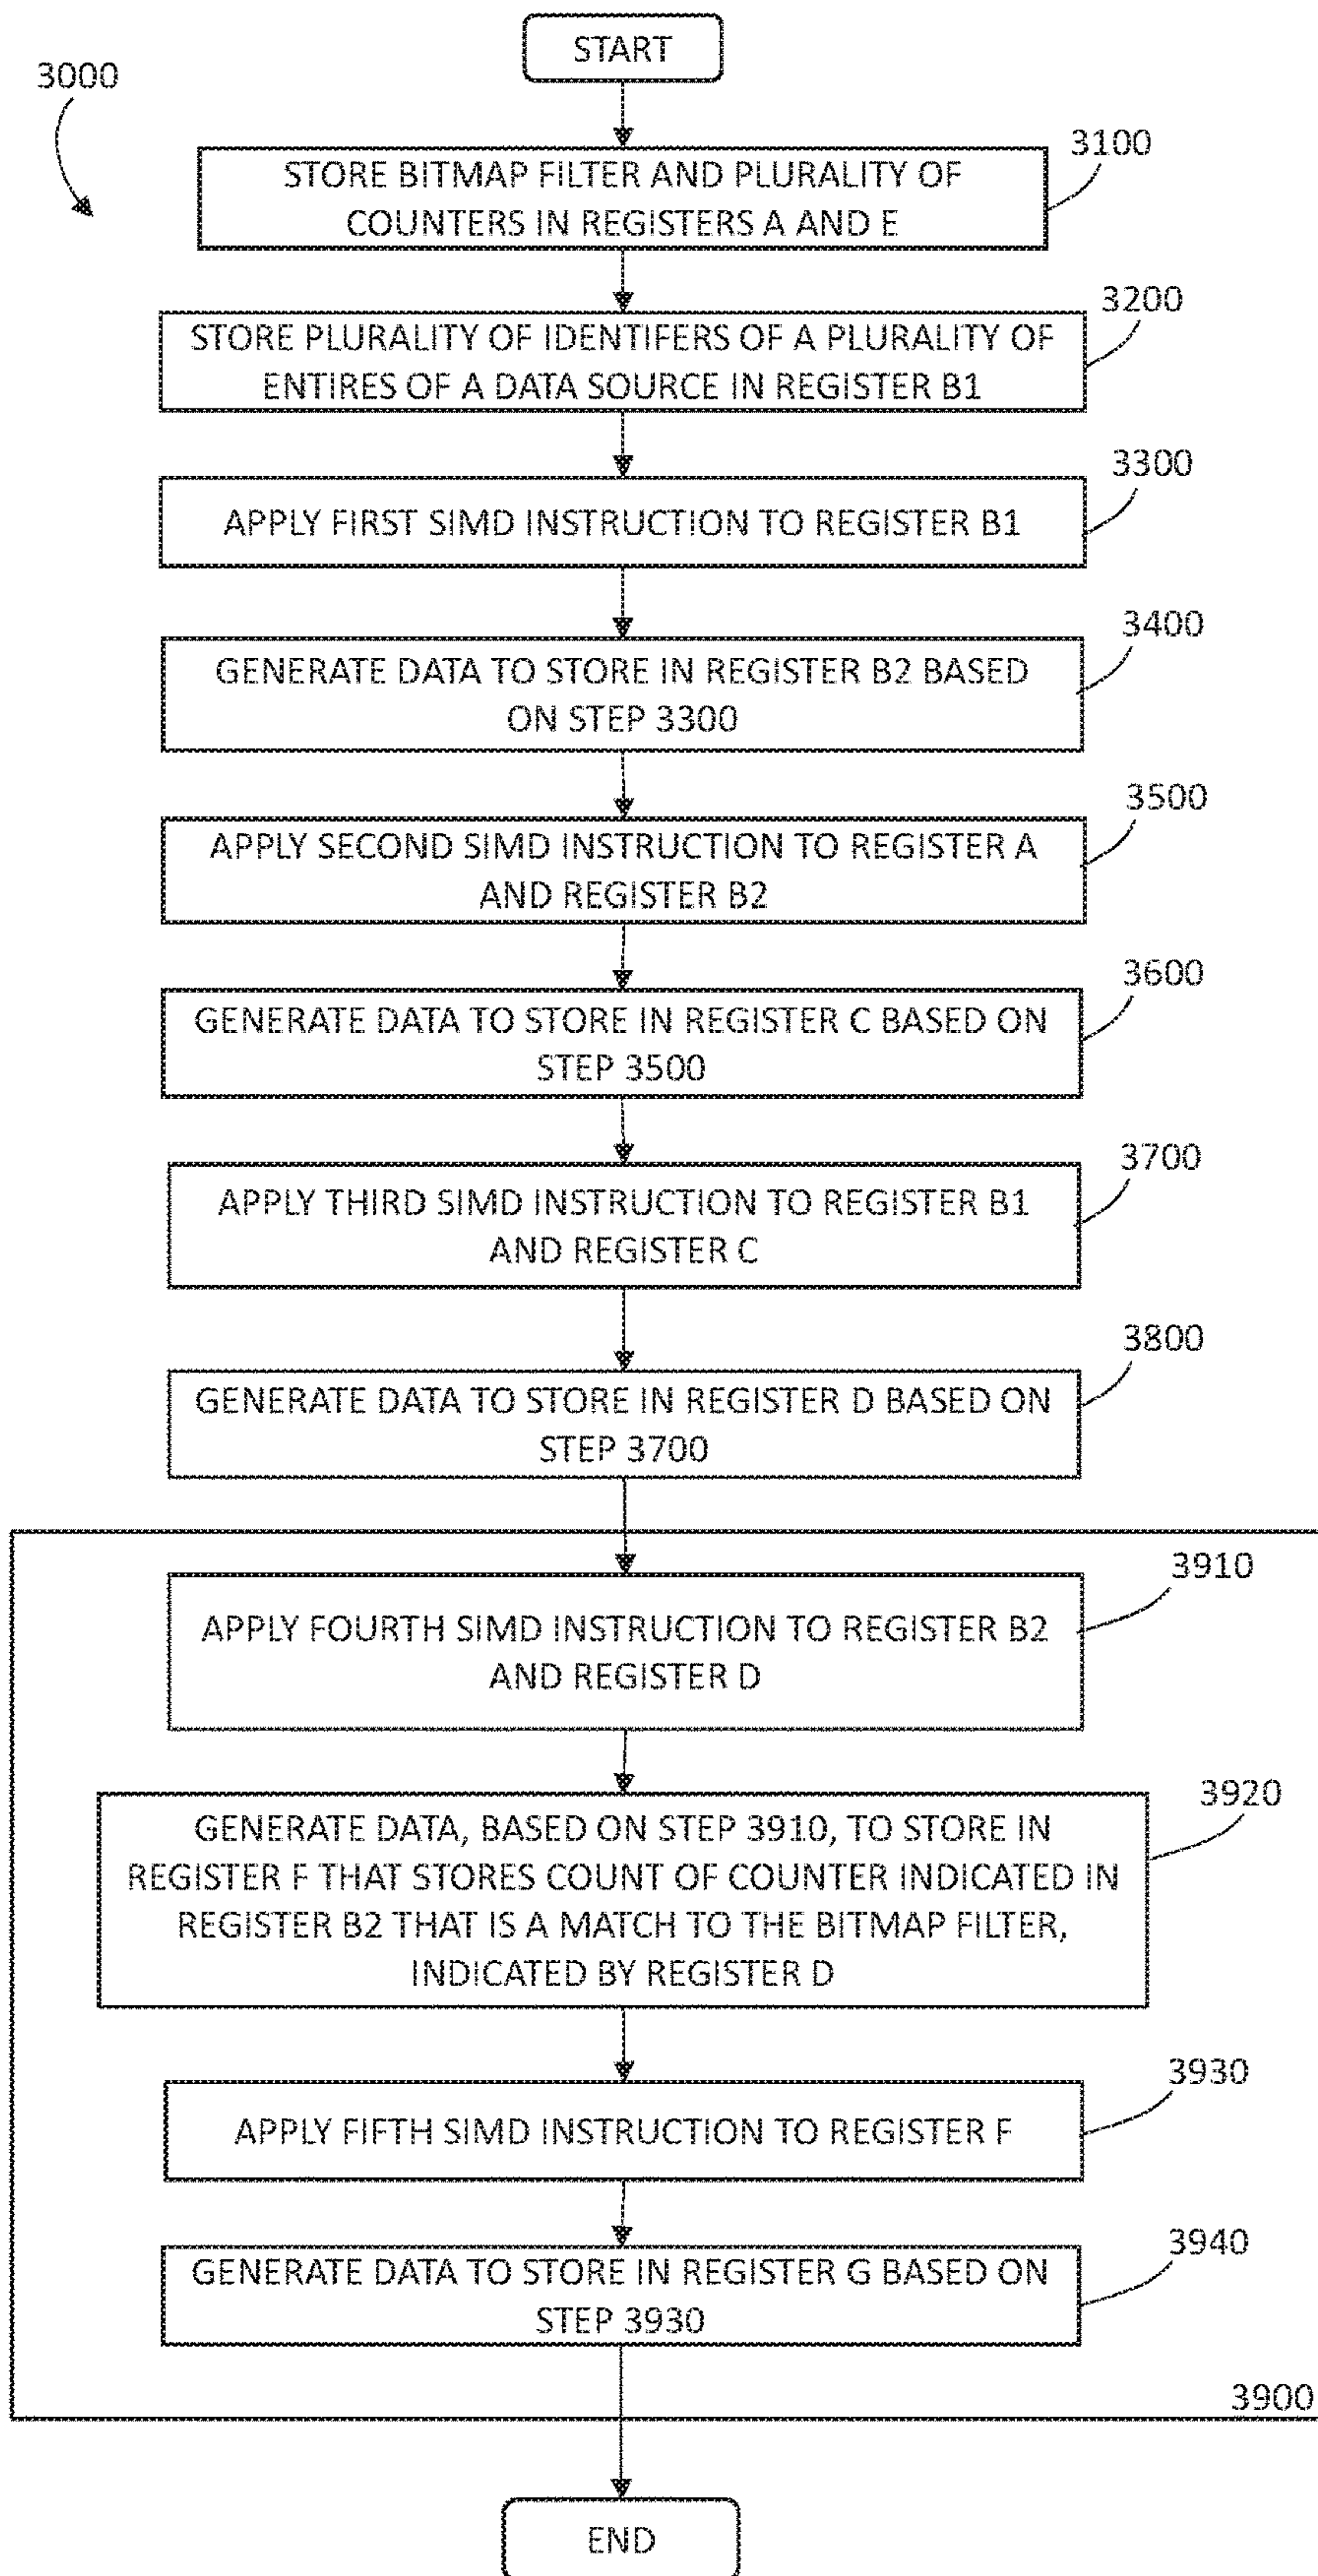 START
3000
3100
STORE BITMAP FILTER AND PLURALITY OF
COUNTERS IN REGISTERS A AND E
3200
STORE PLURALITY OF IDENTIFERS OF A PLURALITY OF
ENTIRES OF A DATA SOURCE IN REGISTER B1
3300
APPLY FIRST SIMD INSTRUCTION TO REGISTER B1
3400
GENERATE DATA TO STORE IN REGISTER B2 BASED
ON STEP 3300
3500
APPLY SECOND SIMD INSTRUCTION TO REGISTER A
AND REGISTER B2
3600
GENERATE DATA TO STORE IN REGISTER C BASED ON
STEP 3500
3700
APPLY THIRD SIMD INSTRUCTION TO REGISTER B1
AND REGISTER C
3800
GENERATE DATA TO STORE IN REGISTER D BASED ON
STEP 3700
3910
APPLY FOURTH SIMD INSTRUCTION TO REGISTER B2
AND REGISTER D
3920
GENERATE DATA, BASED ON STEP 3910, TO STORE IN
REGISTER F THAT STORES COUNT OF COUNTER INDICATED IN
REGISTER B2 THAT IS A MATCH TO THE BITMAP FILTER,
INDICATED BY REGISTER D
3930
APPLY FIFTH SIMD INSTRUCTION TO REGISTER F
3940
GENERATE DATA TO STORE IN REGISTER G BASED ON
STEP 3930
3900
END